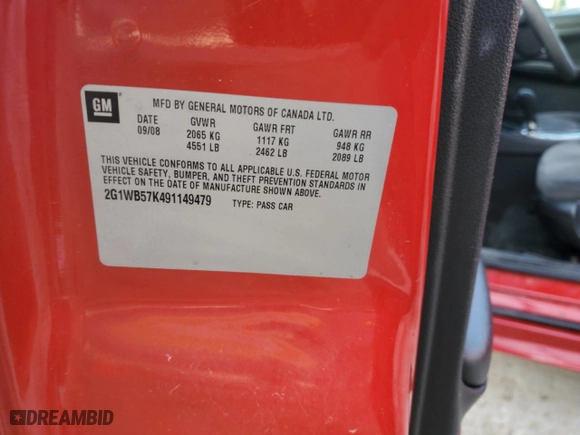 GM
MFD BY GENERAL MOTORS OF CANADA LTD.
DATE GVWR GAWR FRT GAWR RR
09/08 2065 KG 1117 KG 948 KG
4551 LB 2462 LB 2089 LB
THIS VEHICLE CONFORMS TO ALL APPLICABLE U.S. FEDERAL MOTOR
VEHICLE SAFETY, BUMPER, AND THEFT PREVENTION STANDARDS IN
EFFECT ON THE DATE OF MANUFACTURE SHOWN ABOVE.
2G1WB57K491149479 TYPE: PASS CAR
DREAMBID